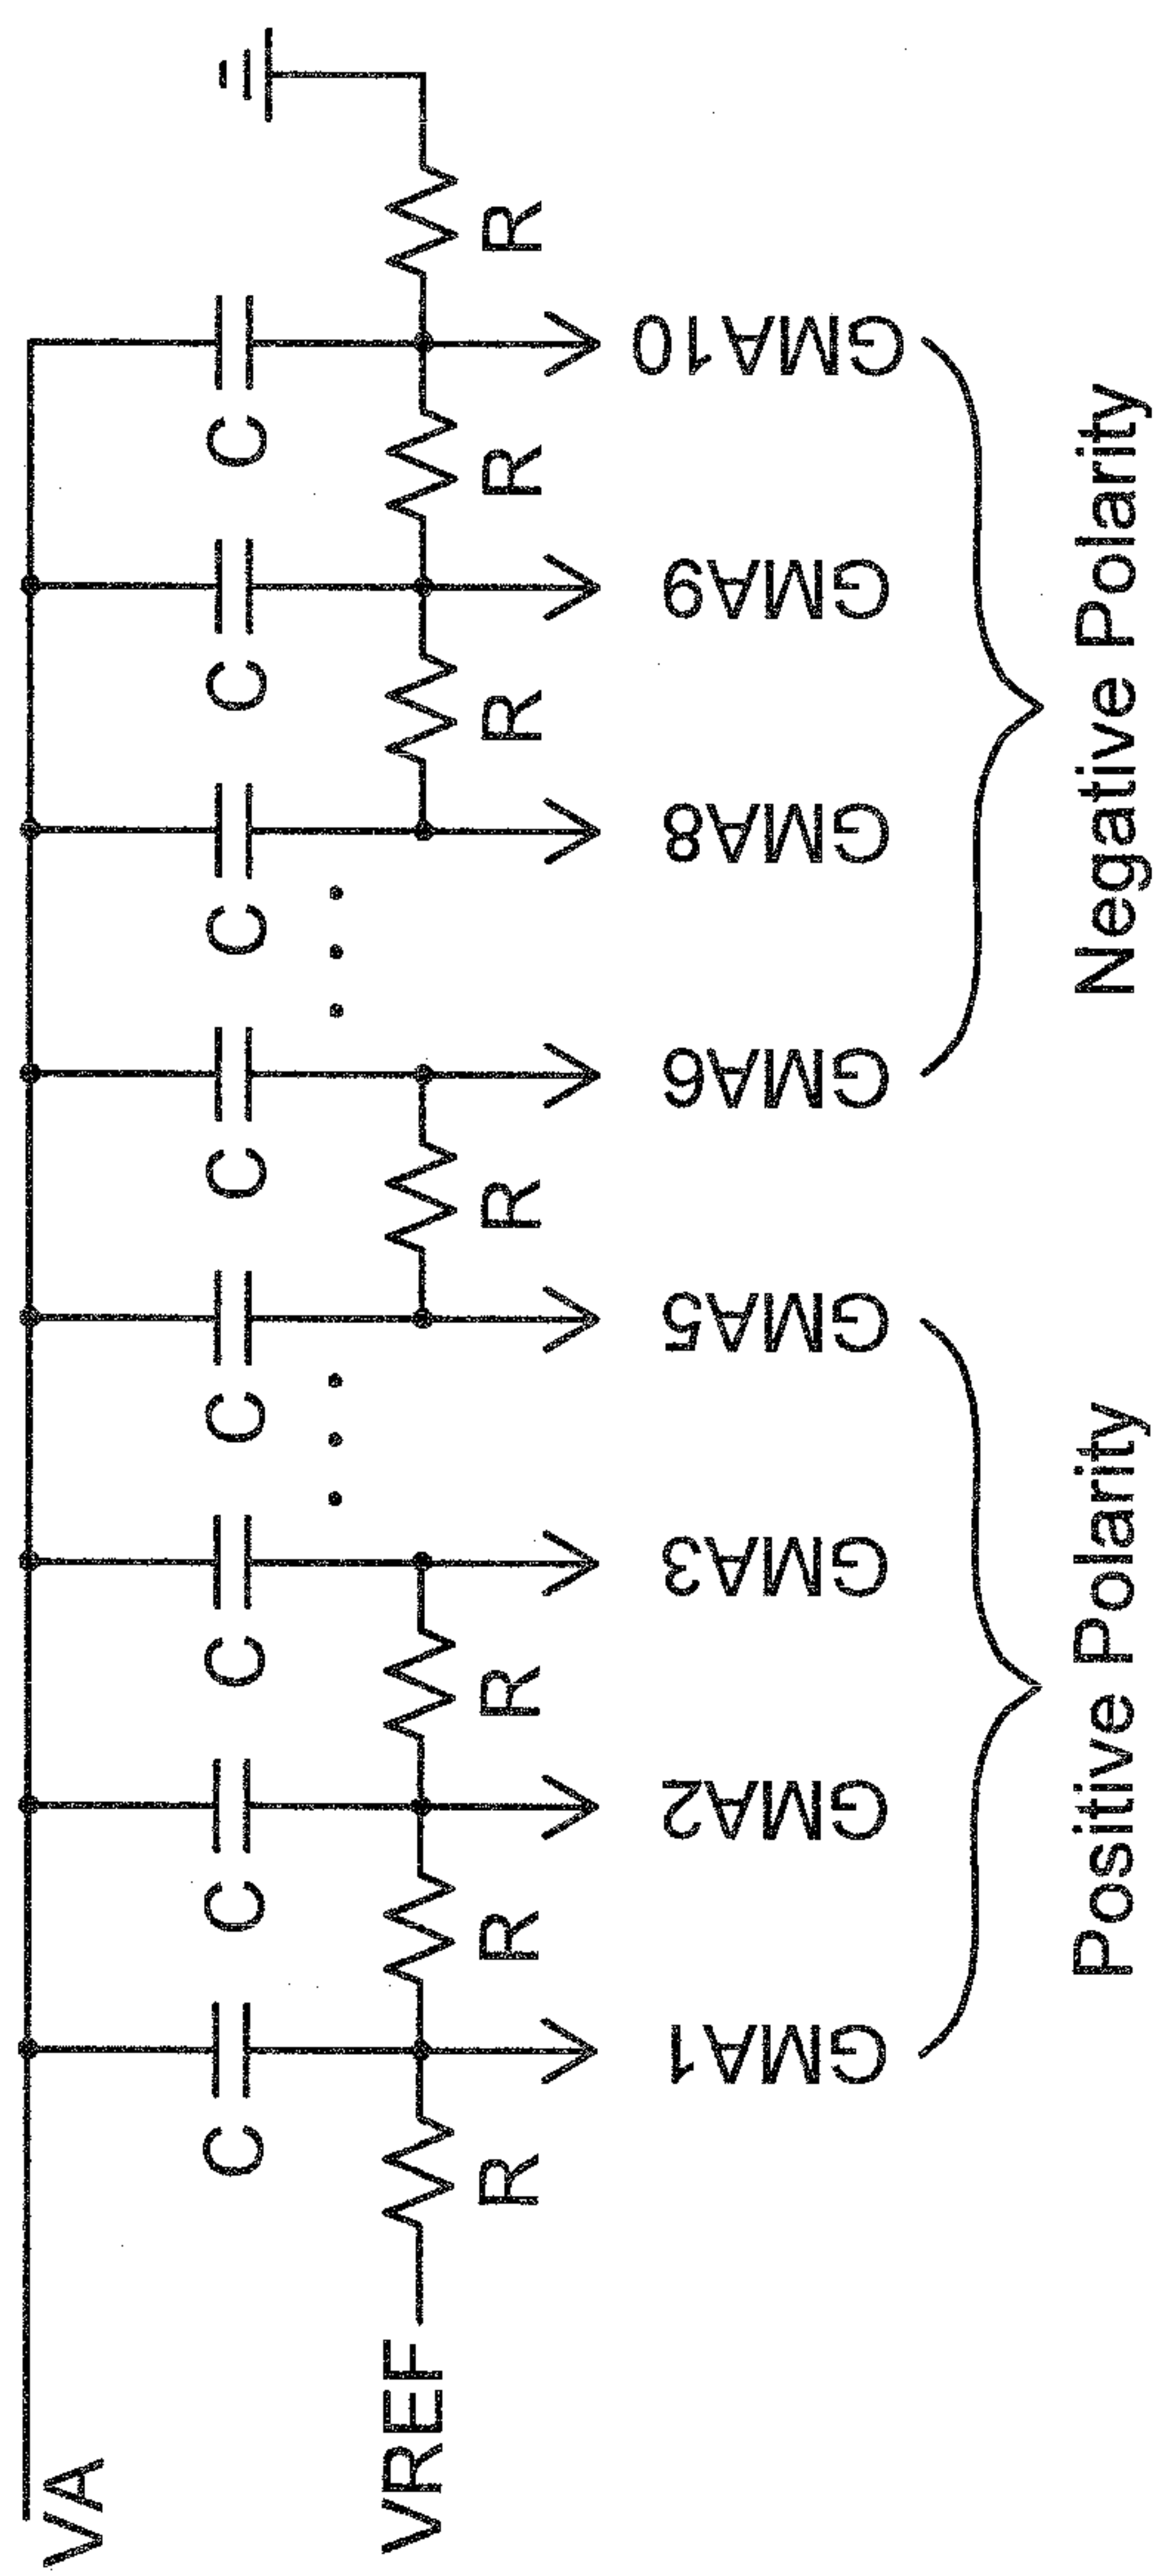 VA
C C C C C C C C
VREF
R R R R R R R
GMA1 GMA2 GMA3 GMA5 GMA6 GMA8 GMA9 GMA10
Positive Polarity Negative Polarity